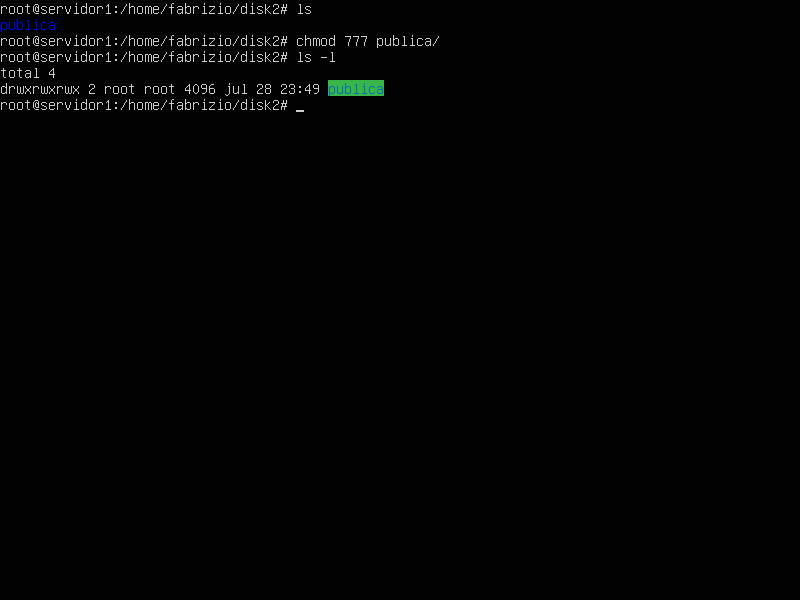 root@servidor1:/home/fabrizio/disk2# ls
publica
root@servidor1:/home/fabrizio/disk2# chmod 777 publica/
root@servidor1:/home/fabrizio/disk2# ls -l
total 4
drwxrwxrwx 2 root root 4096 jul 28 23:49 publica
root@servidor1:/home/fabrizio/disk2# _